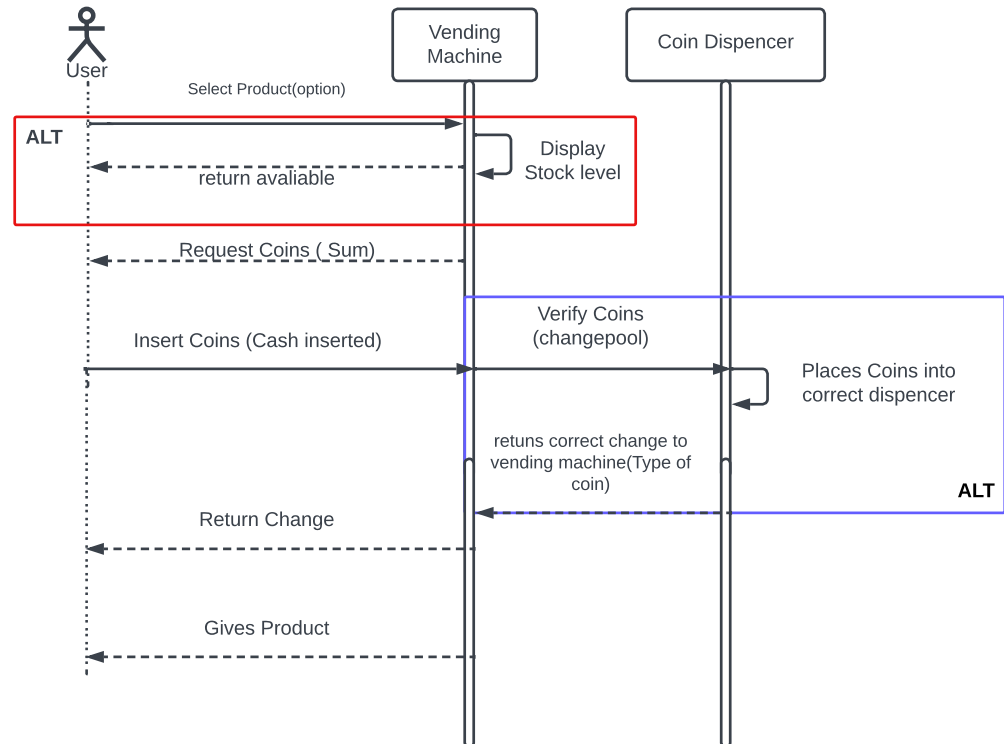 User
Vending
Machine
Coin Dispencer
Select Product(option)
ALT
Display
Stock level
return avaliable
Request Coins ( Sum)
Verify Coins
(changepool)
Insert Coins (Cash inserted)
Places Coins into
correct dispencer
retuns correct change to
vending machine(Type of
coin)
ALT
Return Change
Gives Product